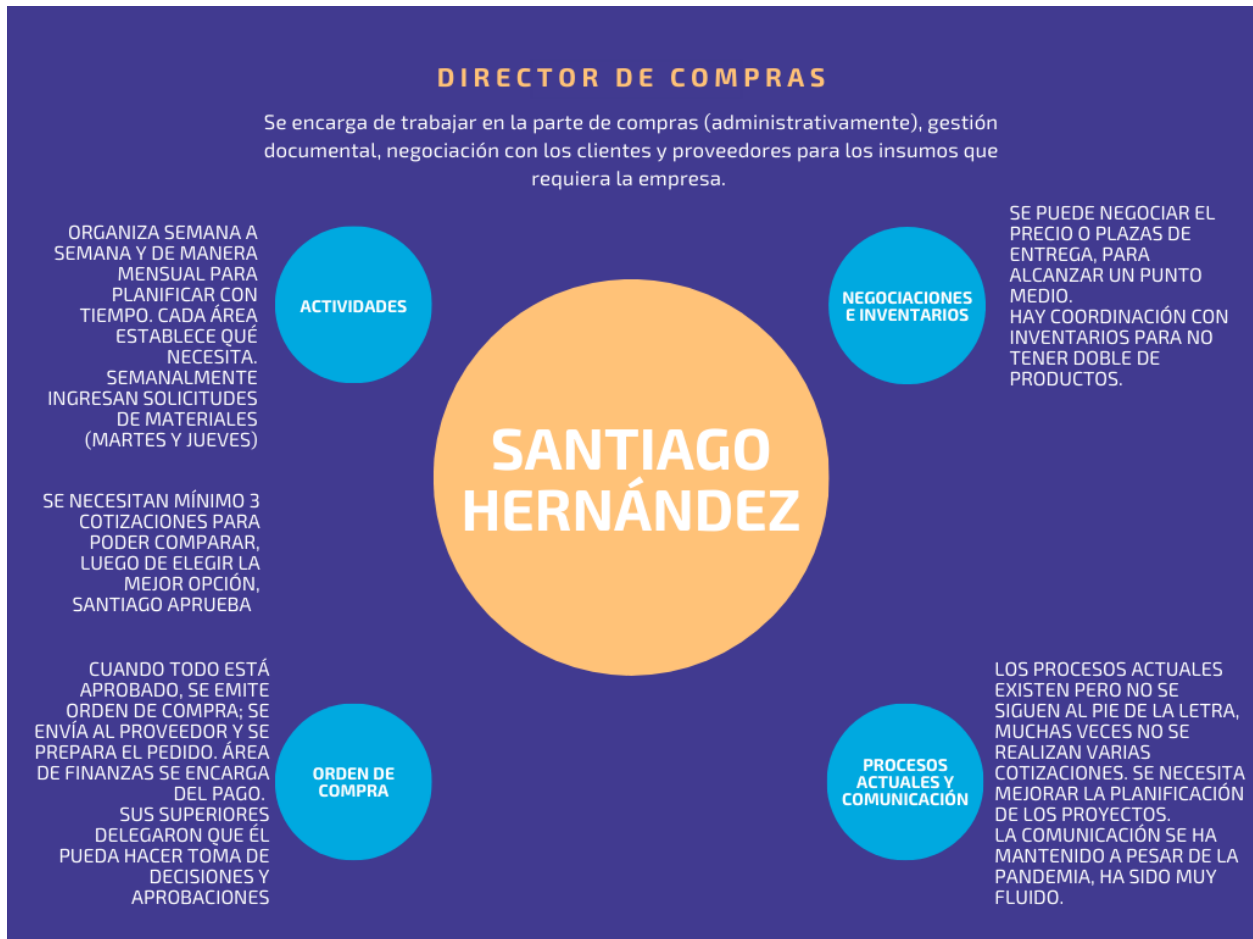 DIRECTOR DE COMPRAS
Se encarga de trabajar en la parte de compras (administrativamente), gestión
documental, negociación con los clientes y proveedores para los insumos que
requiera la empresa.
ORGANIZA SEMANA A
SEMANA Y DE MANERA
MENSUAL PARA
PLANIFICAR CON
TIEMPO. CADA ÁREA
ESTABLECE QUÉ
NECESITA.
SEMANALMENTE
INGRESAN SOLICITUDES
DE MATERIALES
(MARTES Y JUEVES)
ACTIVIDADES
NEGOCIACIONES
E INVENTARIOS
SE PUEDE NEGOCIAR EL
PRECIO O PLAZAS DE
ENTREGA, PARA
ALCANZAR UN PUNTO
MEDIO.
HAY COORDINACIÓN CON
INVENTARIOS PARA NO
TENER DOBLE DE
PRODUCTOS.
SANTIAGO
HERNÁNDEZ
SE NECESITAN MÍNIMO 3
COTIZACIONES PARA
PODER COMPARAR,
LUEGO DE ELEGIR LA
MEJOR OPCIÓN,
SANTIAGO APRUEBA
CUANDO TODO ESTÁ
APROBADO, SE EMITE
ORDEN DE COMPRA; SE
ENVÍA AL PROVEEDOR Y SE
PREPARA EL PEDIDO. ÁREA
DE FINANZAS SE ENCARGA
DEL PAGO.
SUS SUPERIORES
DELEGARON QUE ÉL
PUEDA HACER TOMA DE
DECISIONES Y
APROBACIONES
ORDEN DE
COMPRA
PROCESOS
ACTUALES Y
COMUNICACIÓN
LOS PROCESOS ACTUALES
EXISTEN PERO NO SE
SIGUEN AL PIE DE LA LETRA,
MUCHAS VECES NO SE
REALIZAN VARIAS
COTIZACIONES. SE NECESITA
MEJORAR LA PLANIFICACIÓN
DE LOS PROYECTOS.
LA COMUNICACIÓN SE HA
MANTENIDO A PESAR DE LA
PANDEMIA, HA SIDO MUY
FLUIDO.